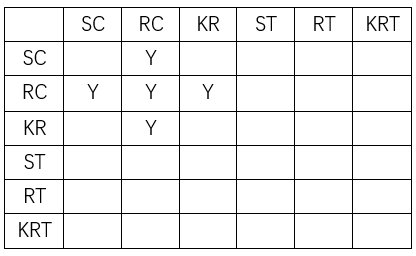 SC RC KR ST RT KRT
SC Y
RC Y Y Y
KR Y
ST
RT
KRT